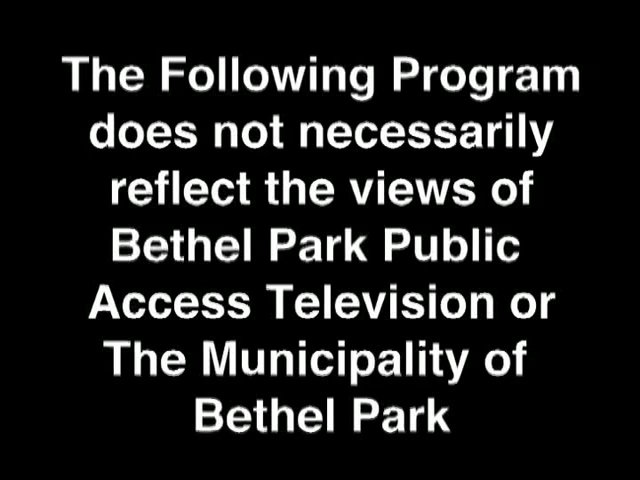 The Following Program
does not necessarily
reflect the views of
Bethel Park Public
Access Television or
The Municipality of
Bethel Park